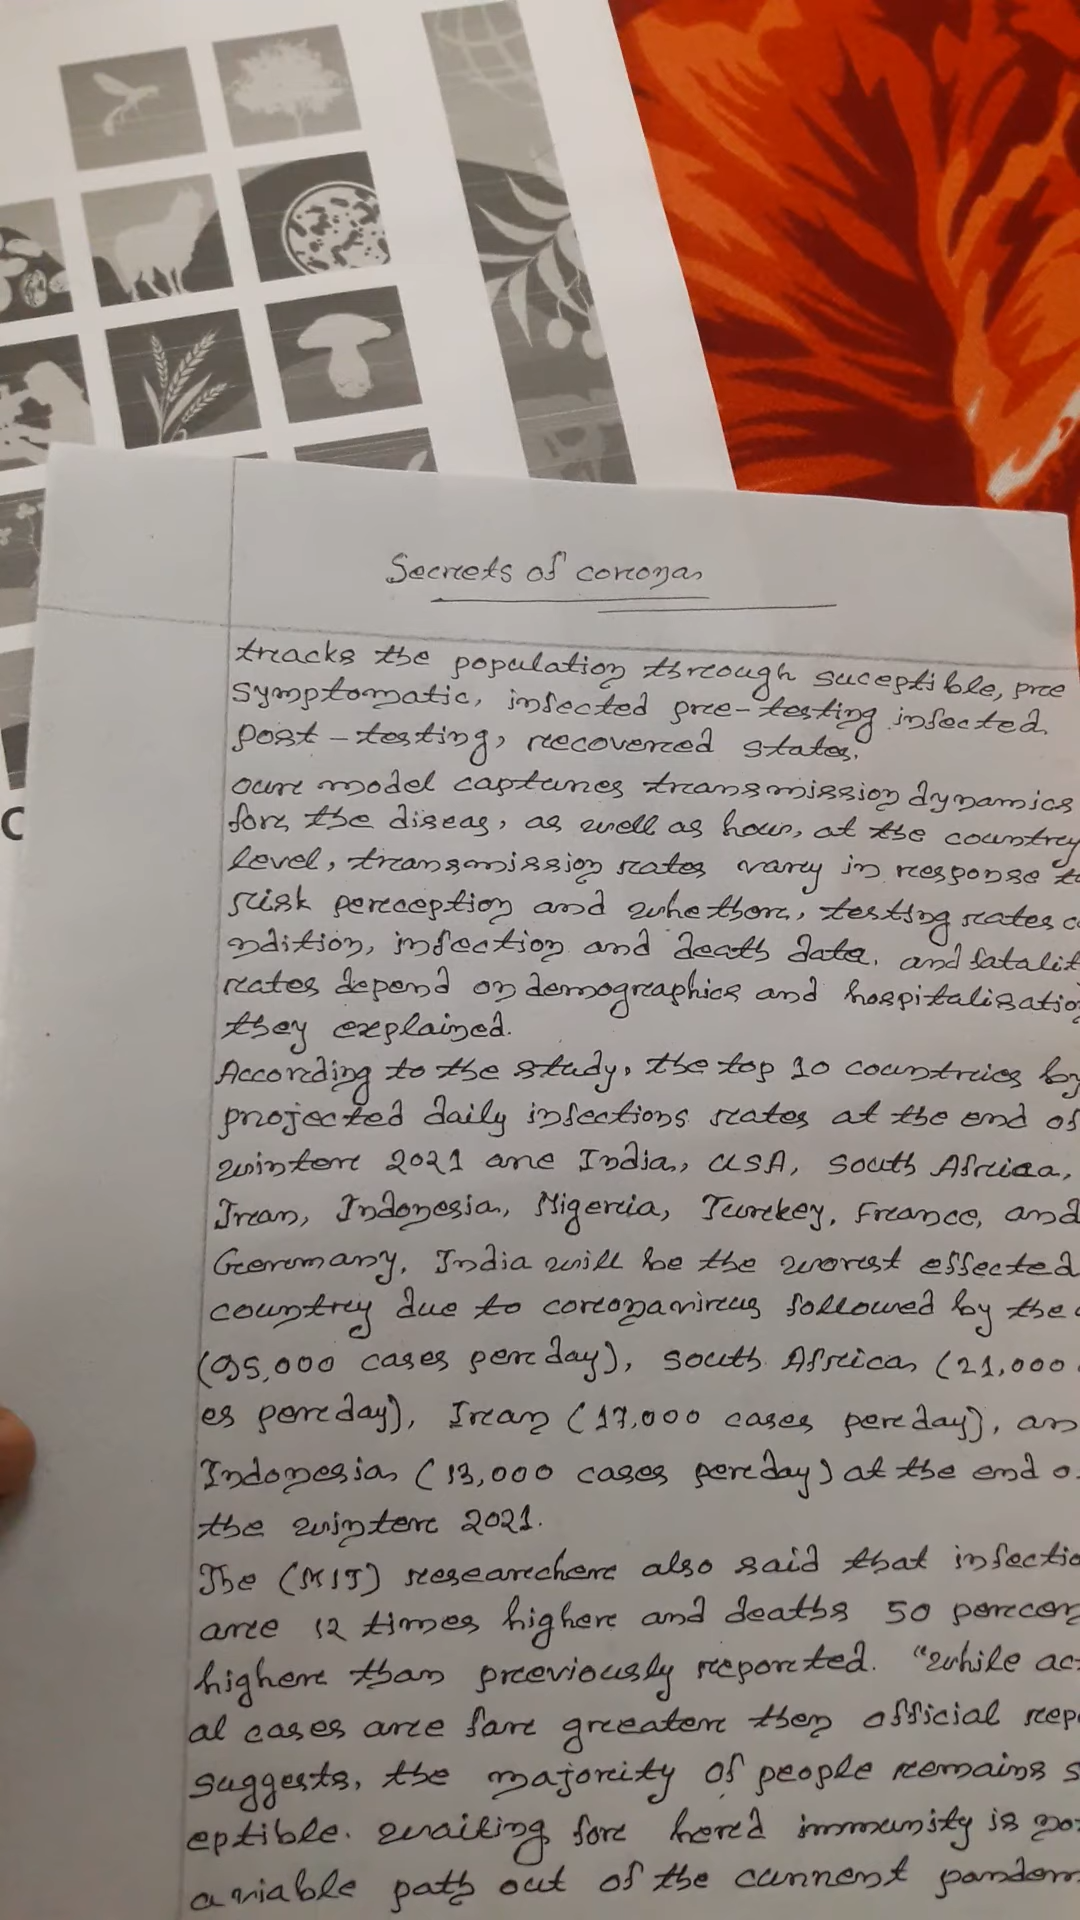 Secrets of corona
tracks the population through suceptible, pre
symptomatic, infected pre-testing infected
post-testing, recovered states.
our model captures transmission dynamics
for the diseas, as well as how, at the country
level, transmission rates vary in response to
risk perception and whether, testing rates co
ndition, infection and death data, and fatalit
rates depend on demographics and hospitalisation
they explained.
According to the study, the top 10 countries by
projected daily infections rates at the end of
winter 2021 are India, USA, South Africa,
Iran, Indonesia, Nigeria, Turkey, France, and
Germany. India will be the worst effected
country due to coronavirus followed by the
(95,000 cases per day), South Africa (21,000
es per day), Iran (17,000 cases per day), an
Indonesia (13,000 cases per day) at the end o
the winter 2021.
The (MIT) researcher also said that infectio
are 12 times higher and deaths 50 percen
higher than previously reported. "while ac
al cases are far greater then official rep
suggests, the majority of people remains s
eptible. waiting for herd immunity is no
a viable path out of the current pandem
C